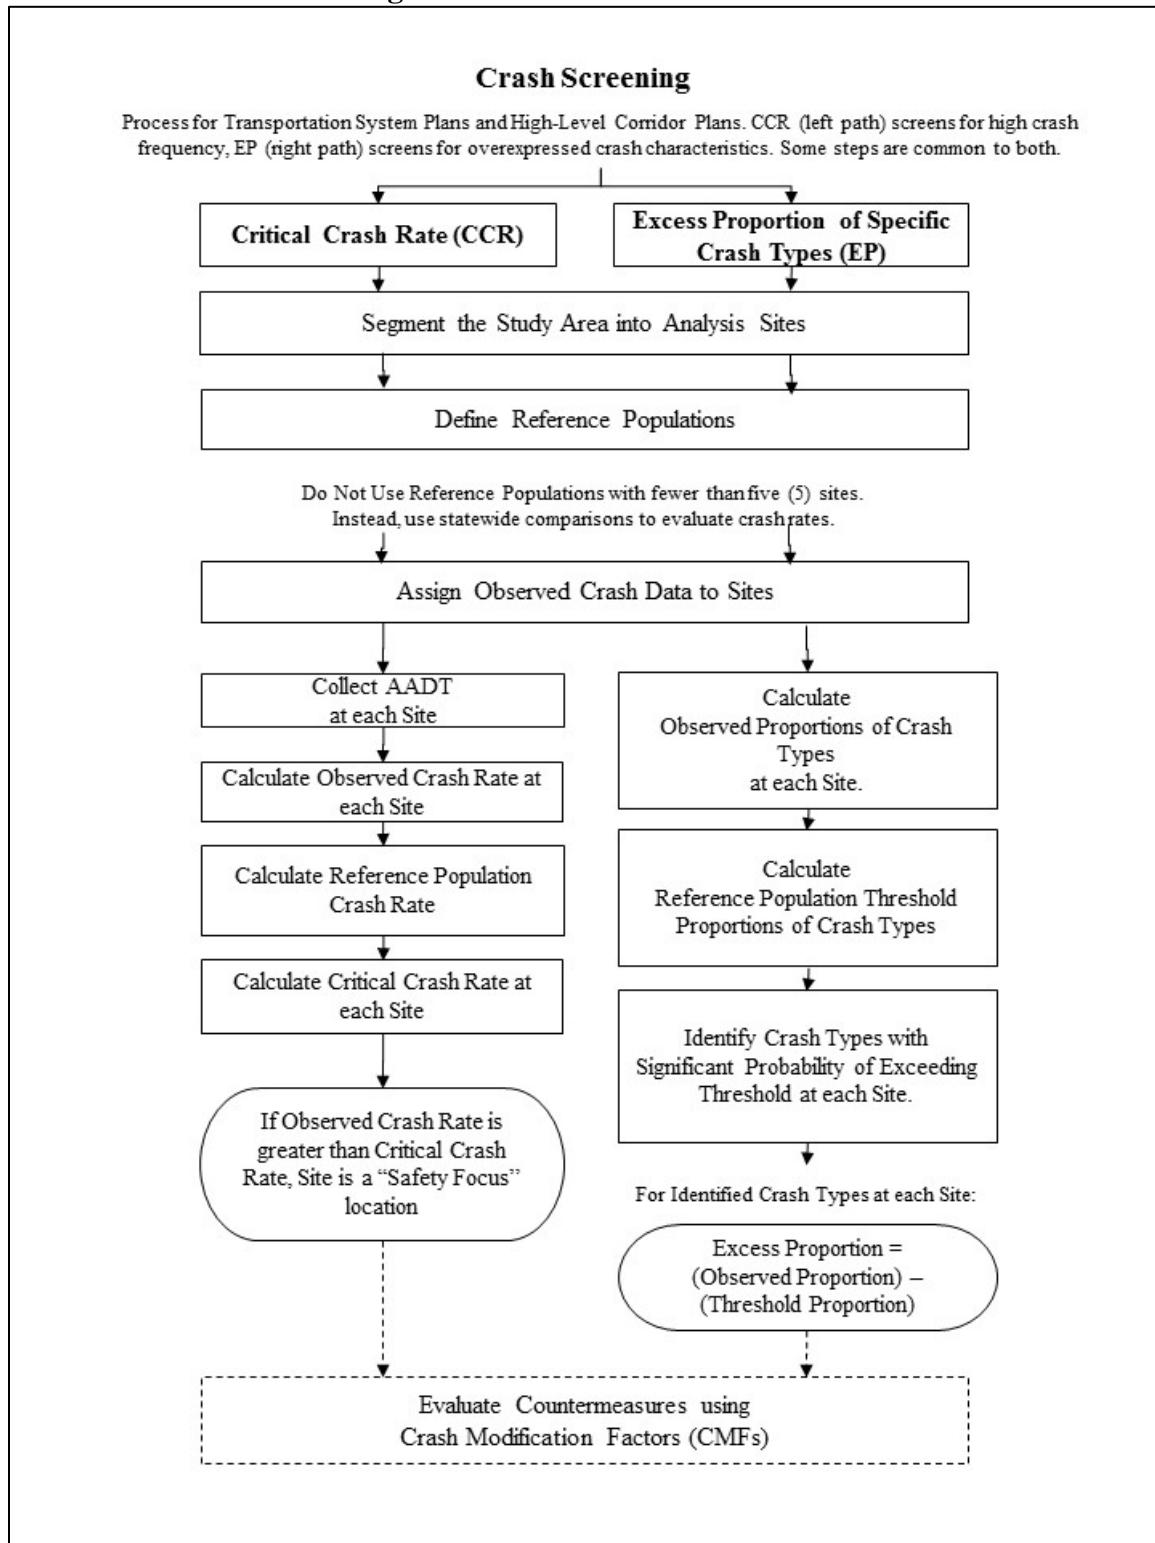 Crash Screening
Process for Transportation System Plans and High-Level Corridor Plans. CCR (left path) screens for high crash
frequency, EP (right path) screens for overexpressed crash characteristics. Some steps are common to both.
Critical Crash Rate (CCR)
Excess Proportion of Specific
Crash Types (EP)
Segment the Study Area into Analysis Sites
Define Reference Populations
Do Not Use Reference Populations with fewer than five (5) sites.
Instead, use statewide comparisons to evaluate crash rates.
Assign Observed Crash Data to Sites
Collect AADT
at each Site
Calculate Observed Crash Rate at
each Site
Calculate Reference Population
Crash Rate
Calculate Critical Crash Rate at
each Site
If Observed Crash Rate is
greater than Critical Crash
Rate, Site is a “Safety Focus”
location
Calculate
Observed Proportions of Crash
Types
at each Site.
Calculate
Reference Population Threshold
Proportions of Crash Types
Identify Crash Types with
Significant Probability of Exceeding
Threshold at each Site.
For Identified Crash Types at each Site:
Excess Proportion =
(Observed Proportion) –
(Threshold Proportion)
Evaluate Countermeasures using
Crash Modification Factors (CMFs)